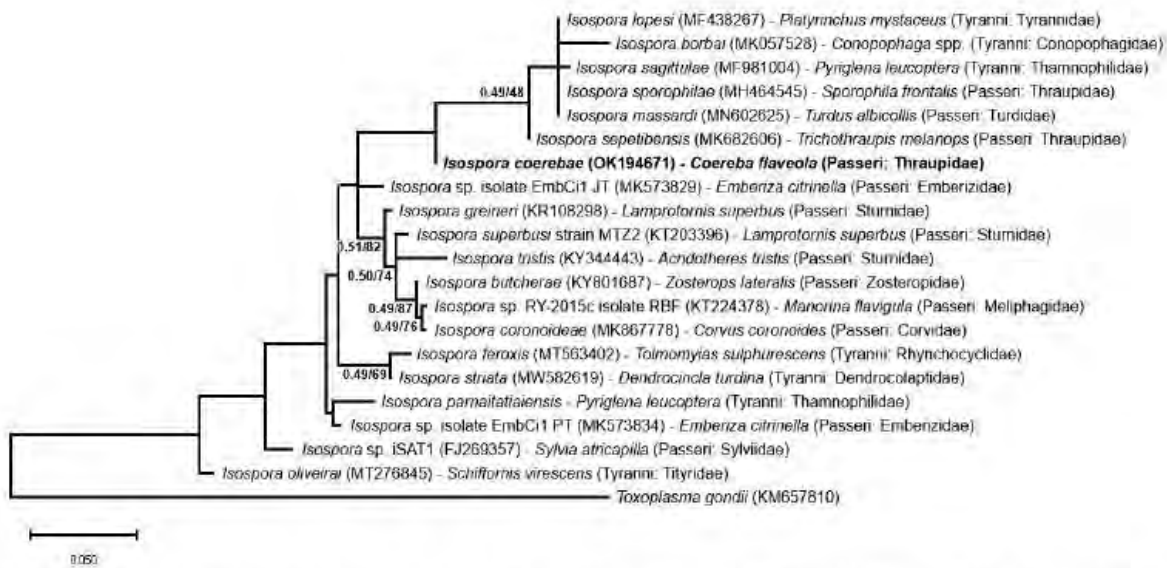 Isospora lopesi (MF438267) - Platyrinchus mystaceus (Tyranni: Tyrannidae)
Isospora borbai (MK057528) - Conopophaga spp. (Tyranni: Conopophagidae)
Isospora sagittulae (MF981004) - Pyriglena leucoptera (Tyranni: Thamnophilidae)
0.49/48
Isospora sporophilae (MH464545) - Sporophila frontalis (Passeri: Thraupidae)
Isospora massardi (MN602625) - Turdus albicollis (Passeri: Turdidae)
Isospora sepetibensis (MK682606) - Trichothraupis melanops (Passeri: Thraupidae)
Isospora coerebae (OK194671) - Coereba flaveola (Passeri: Thraupidae)
Isospora sp. isolate EmbCi1 JT (MK573829) - Emberiza citrinella (Passeri: Emberizidae)
Isospora greineri (KR108298) - Lamprotornis superbus (Passeri: Sturnidae)
Isospora superbusi strain MTZ2 (KT203396) - Lamprotornis superbus (Passeri: Sturnidae)
0.51/82
Isospora tristis (KY344443) - Acridotheres tristis (Passeri: Sturnidae)
0.50/74
Isospora butcherae (KY801687) - Zosterops lateralis (Passeri: Zosteropidae)
0.49/87
Isospora sp. RY-2015c isolate RBF (KT224378) - Manorina flavigula (Passeri: Meliphagidae)
0.49/76
Isospora coronoideae (MK867778) - Corvus coronoides (Passeri: Corvidae)
Isospora feroxis (MT563402) - Tolmomyias sulphurescens (Tyranni: Rhynchocyclidae)
0.49/69
Isospora striata (MW582619) - Dendrocincla turdina (Tyranni: Dendrocolaptidae)
Isospora parnaitatiaiensis - Pyriglena leucoptera (Tyranni: Thamnophilidae)
Isospora sp. isolate EmbCi1 PT (MK573834) - Emberiza citrinella (Passeri: Emberizidae)
Isospora sp. iSAT1 (FJ269357) - Sylvia atricapilla (Passeri: Sylviidae)
Isospora oliveirai (MT276845) - Schiffornis virescens (Tyranni: Tityridae)
Toxoplasma gondii (KM657810)
0.050